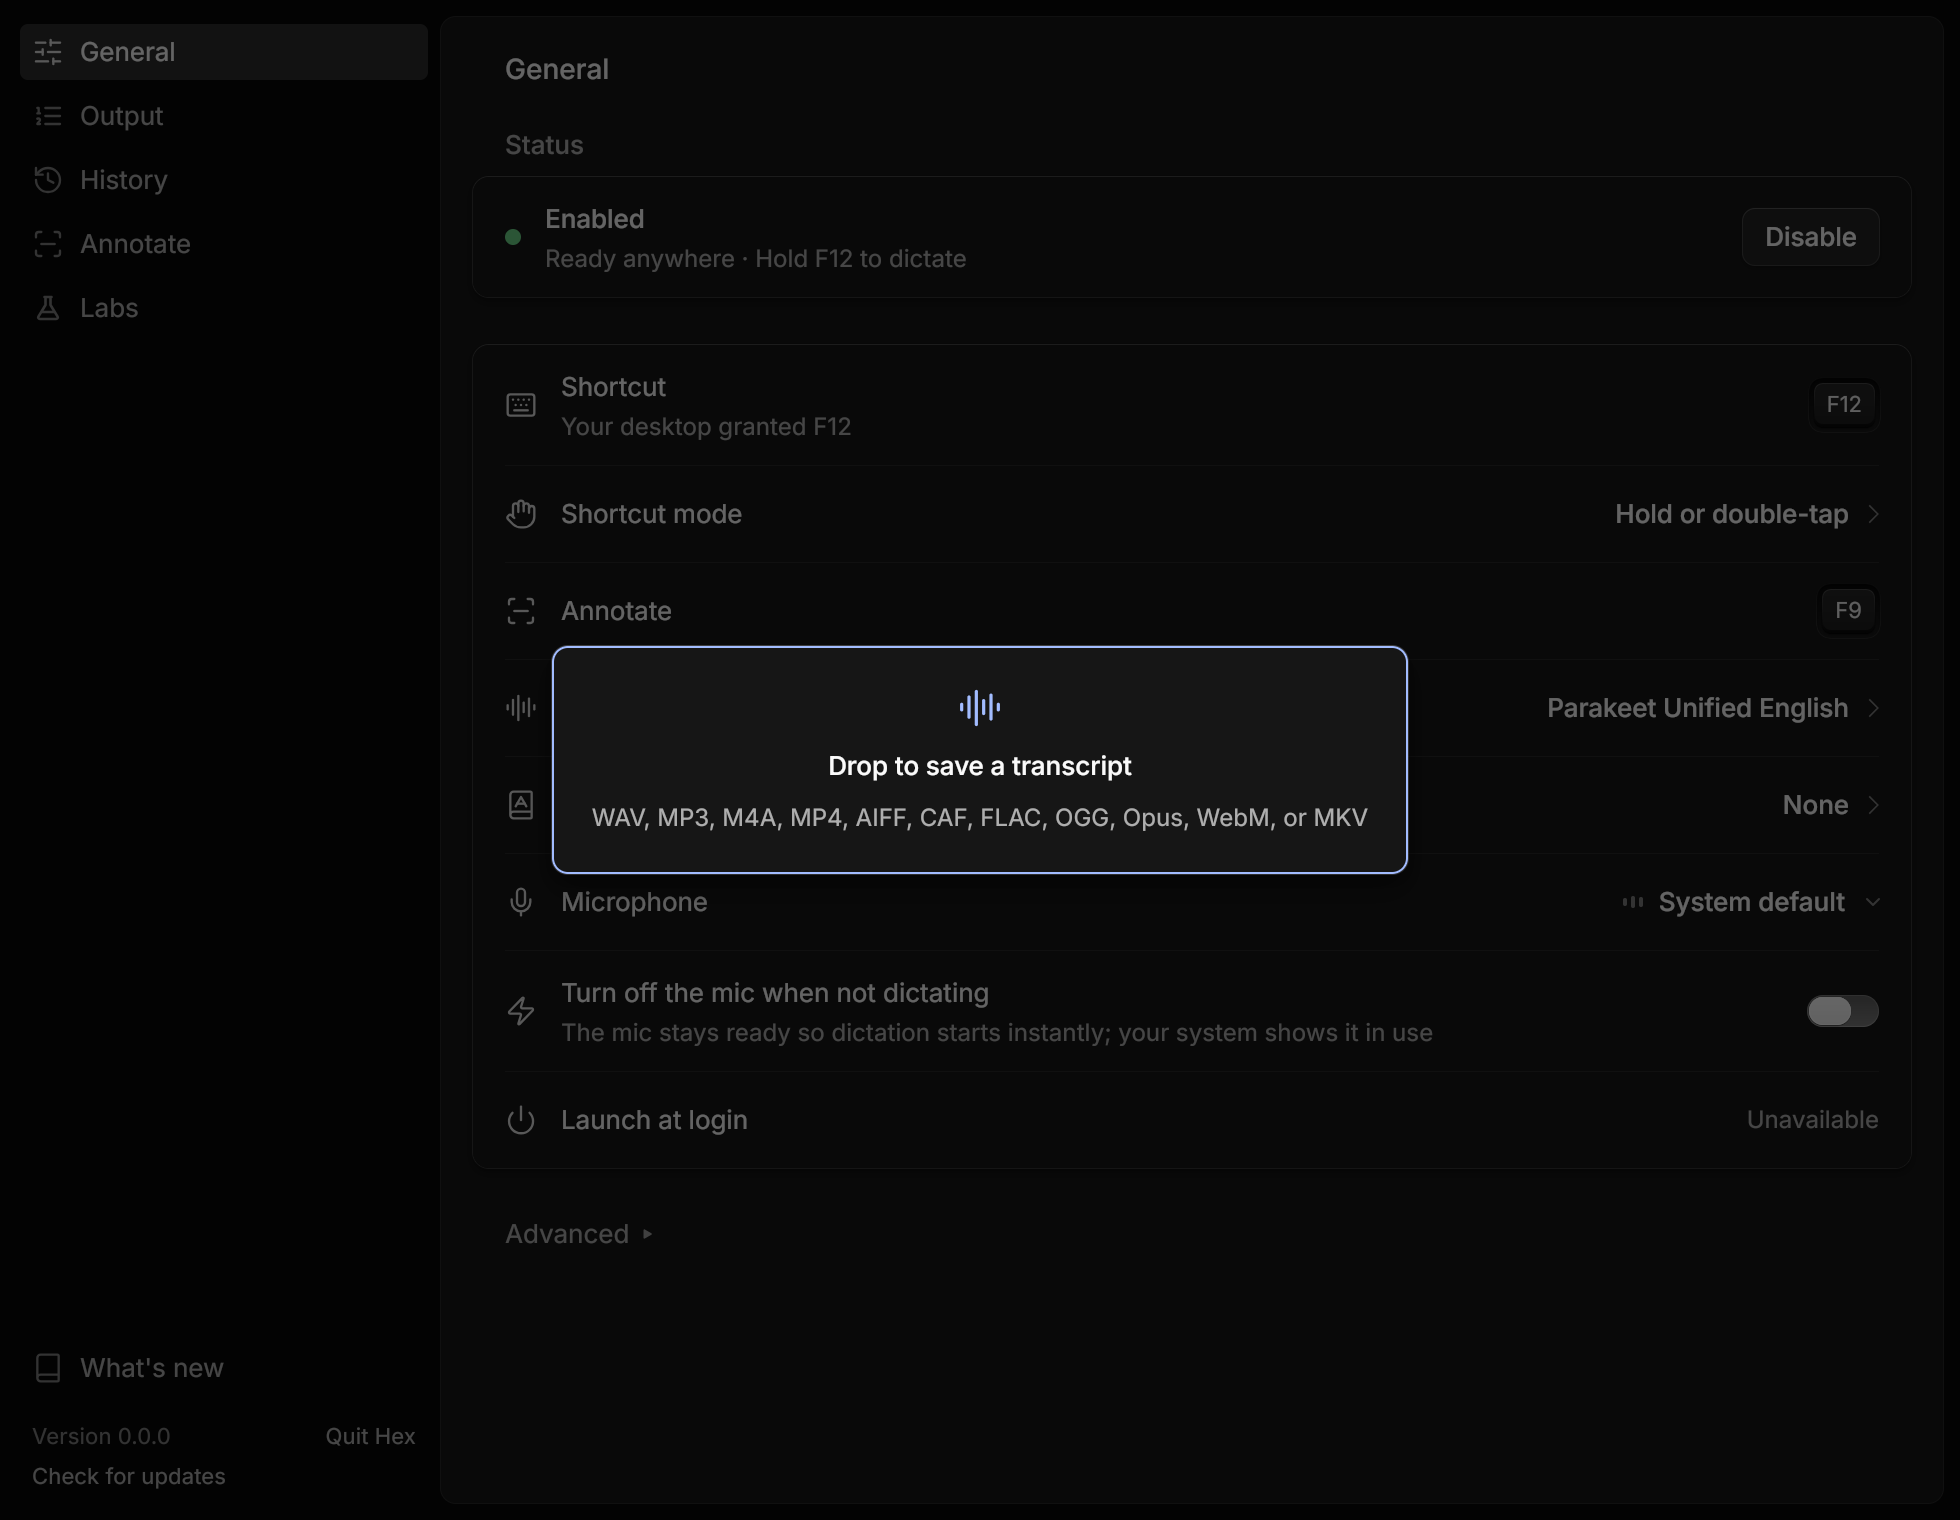 General
Output
History
Annotate
Labs
What's new
Version 0.0.0
Quit Hex
Check for updates
General
Status
Enabled
Ready anywhere · Hold F12 to dictate
Disable
Shortcut
Your desktop granted F12
F12
Shortcut mode
Hold or double-tap
Annotate
F9
Parakeet Unified English
Drop to save a transcript
WAV, MP3, M4A, MP4, AIFF, CAF, FLAC, OGG, Opus, WebM, or MKV
None
Microphone
System default
Turn off the mic when not dictating
The mic stays ready so dictation starts instantly; your system shows it in use
Launch at login
Unavailable
Advanced